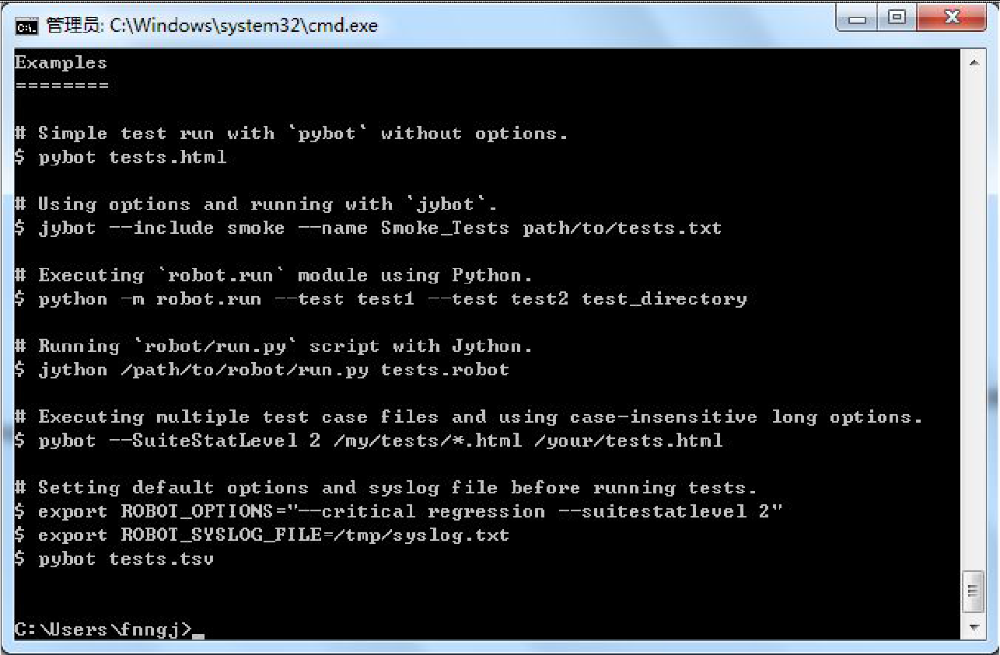 管理员: C:\Windows\system32\cmd.exe
Examples
========
# Simple test run with `pybot` without options.
$ pybot tests.html
# Using options and running with `jybot`.
$ jybot --include smoke --name Smoke_Tests path/to/tests.txt
# Executing `robot.run` module using Python.
$ python -m robot.run --test test1 --test test2 test_directory
# Running `robot/run.py` script with Jython.
$ jython /path/to/robot/run.py tests.robot
# Executing multiple test case files and using case-insensitive long options.
$ pybot --SuiteStatLevel 2 /my/tests/*.html /your/tests.html
# Setting default options and syslog file before running tests.
$ export ROBOT_OPTIONS="--critical regression --suitestatlevel 2"
$ export ROBOT_SYSLOG_FILE=/tmp/syslog.txt
$ pybot tests.tsv
C:\Users\fnngj>_